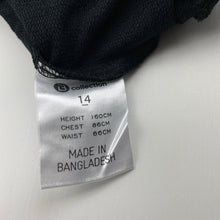 B collection
14
HEIGHT 160CM
CHEST 86CM
WAIST 66CM
MADE IN
BANGLADESH